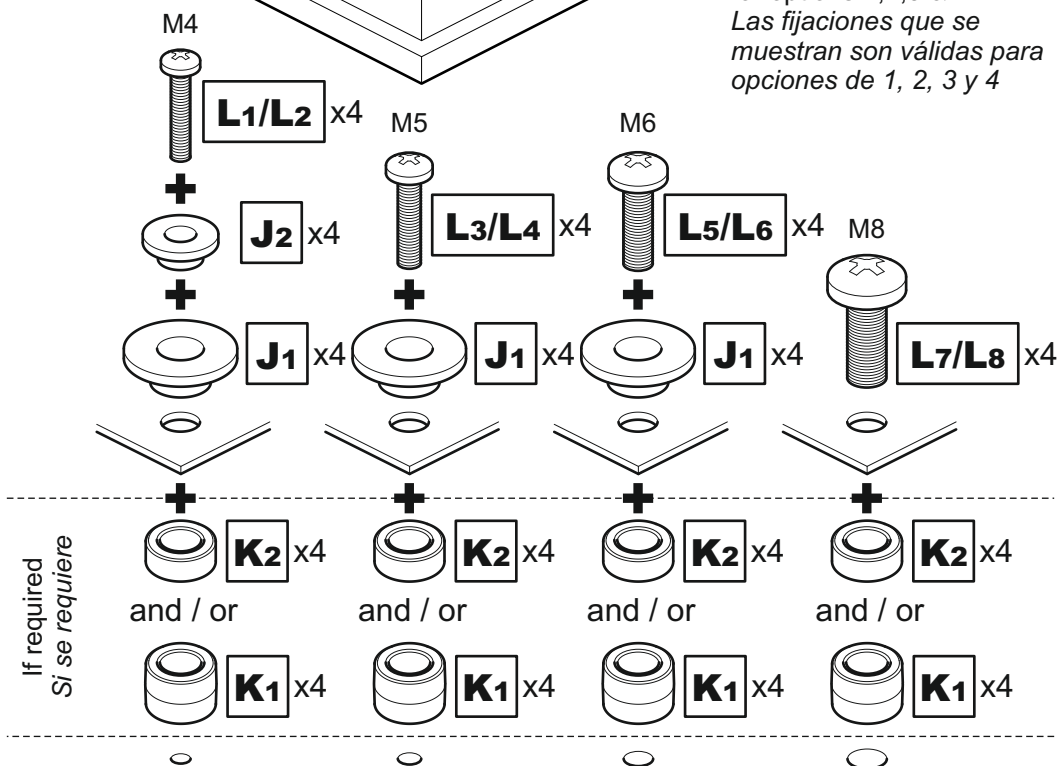 Las fijaciones que se
muestran son válidas para
opciones de 1, 2, 3 y 4
M4
L1/L2 x4
M5
M6
J2 x4
L3/L4 x4
L5/L6 x4
M8
J1 x4
J1 x4
J1 x4
L7/L8 x4
If required
Si se requiere
K2 x4
K2 x4
K2 x4
K2 x4
and / or
and / or
and / or
and / or
K1 x4
K1 x4
K1 x4
K1 x4